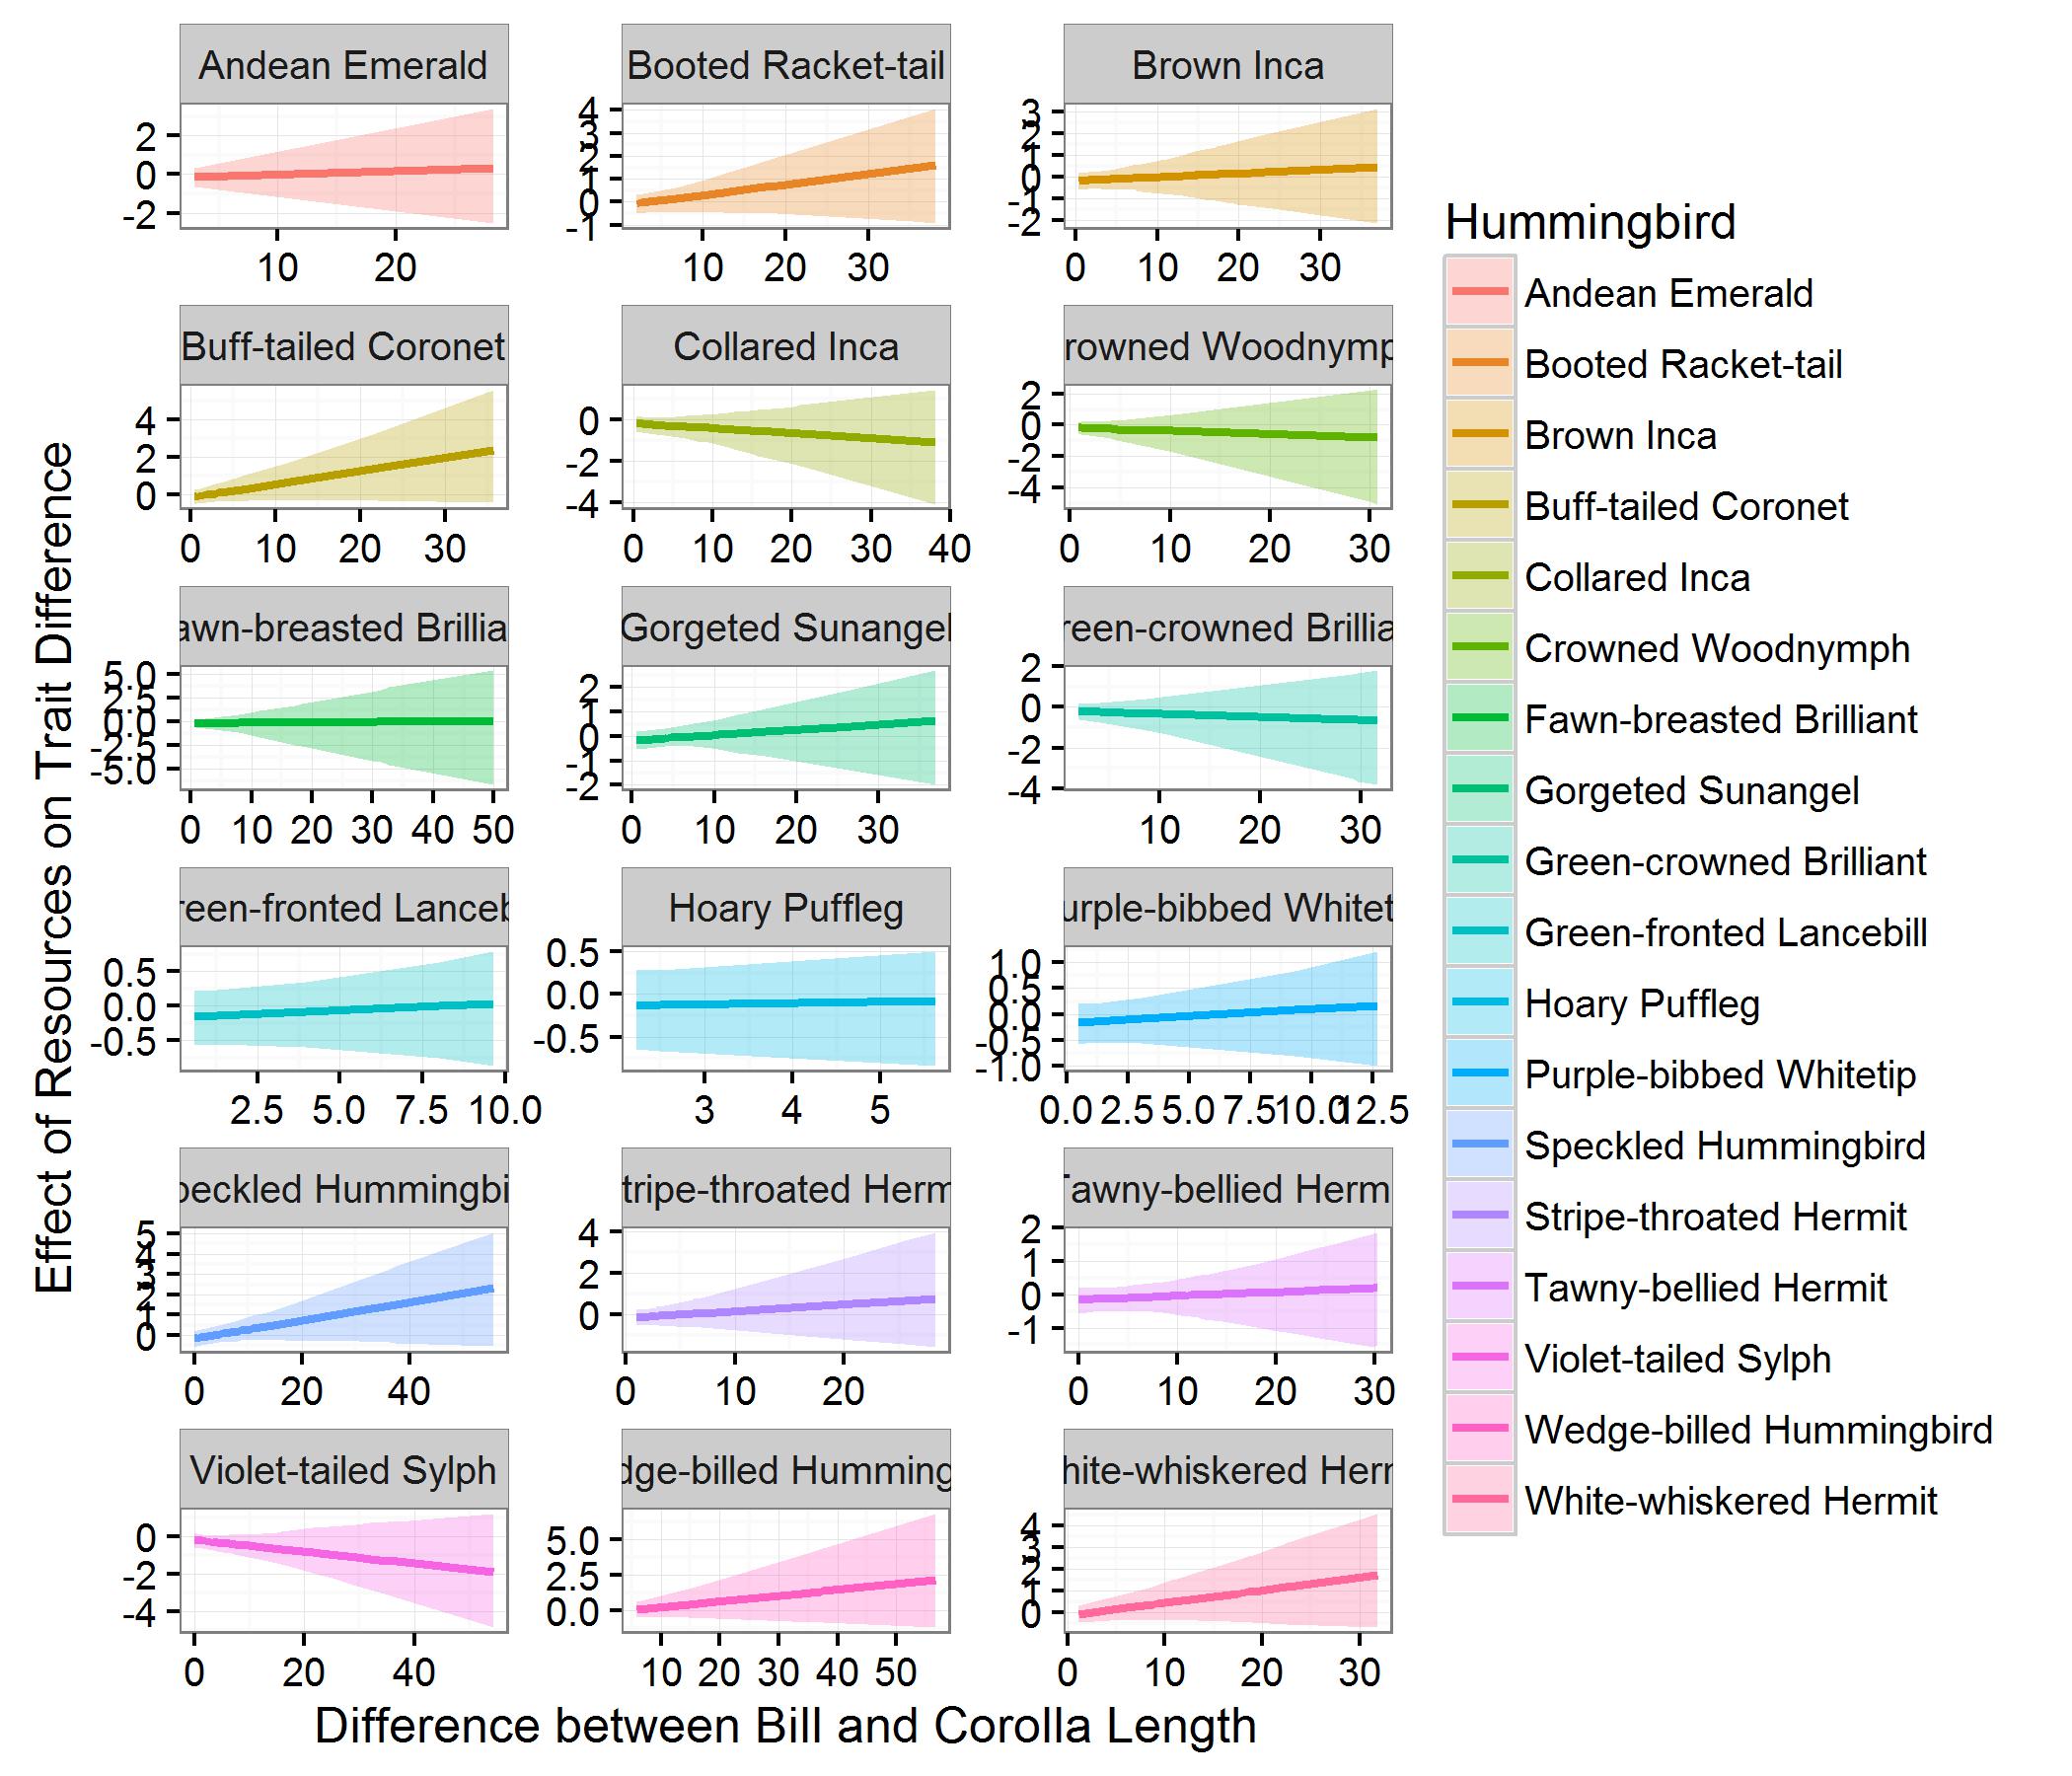 Andean Emerald
Booted Racket-tail
Brown Inca
2
0
-2
4
3
2
1
0
-1
3
2
1
0
-1
-2
10 20
10 20 30
0 10 20 30
Buff-tailed Coronet
Collared Inca
rowned Woodnymp
4
2
0
0
-2
-4
2
0
-2
-4
0 10 20 30
0 10 20 30 40
0 10 20 30
awn-breasted Brillia
Gorgeted Sunangel
reen-crowned Brillia
5.0
2.5
0.0
-2.5
-5.0
2
1
0
-1
-2
2
0
-2
-4
0 10 20 30 40 50
0 10 20 30
10 20 30
reen-fronted Lanceb
Hoary Puffleg
urple-bibbed Whitet
0.5
0.0
-0.5
0.5
0.0
-0.5
1.0
0.5
0.0
-0.5
-1.0
2.5 5.0 7.5 10.0
3 4 5
0.0 2.5 5.0 7.5 10.0 12.5
peckled Hummingbi
tripe-throated Herm
Tawny-bellied Herm
5
4
3
2
1
0
4
2
0
2
1
0
-1
0 20 40
0 10 20
0 10 20 30
Violet-tailed Sylph
dge-billed Humming
hite-whiskered Herr
0
-2
-4
5.0
2.5
0.0
4
3
2
1
0
0 20 40
10 20 30 40 50
0 10 20 30
Difference between Bill and Corolla Length
Effect of Resources on Trait Difference
Hummingbird
Andean Emerald
Booted Racket-tail
Brown Inca
Buff-tailed Coronet
Collared Inca
Crowned Woodnymph
Fawn-breasted Brilliant
Gorgeted Sunangel
Green-crowned Brilliant
Green-fronted Lancebill
Hoary Puffleg
Purple-bibbed Whitetip
Speckled Hummingbird
Stripe-throated Hermit
Tawny-bellied Hermit
Violet-tailed Sylph
Wedge-billed Hummingbird
White-whiskered Hermit